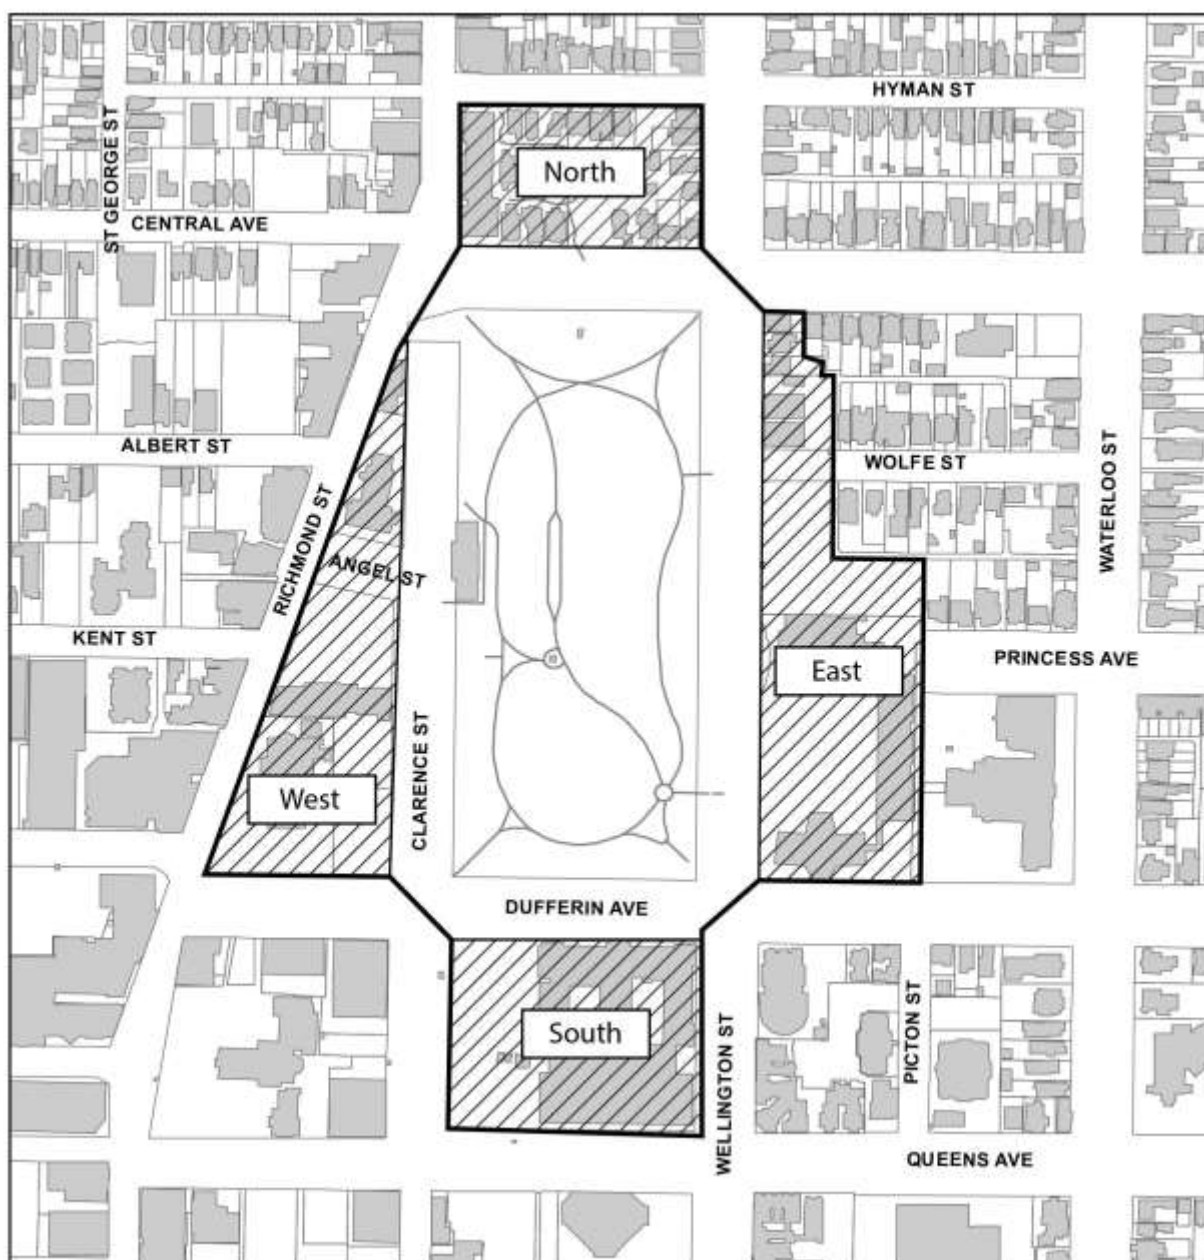 HYMAN ST
North
ST GEORGE ST
CENTRAL AVE
ALBERT ST
WOLFE ST
WATERLOO ST
RICHMOND ST
ANGEL ST
KENT ST
PRINCESS AVE
East
CLARENCE ST
West
DUFFERIN AVE
South
WELLINGTON ST
PICTON ST
QUEENS AVE